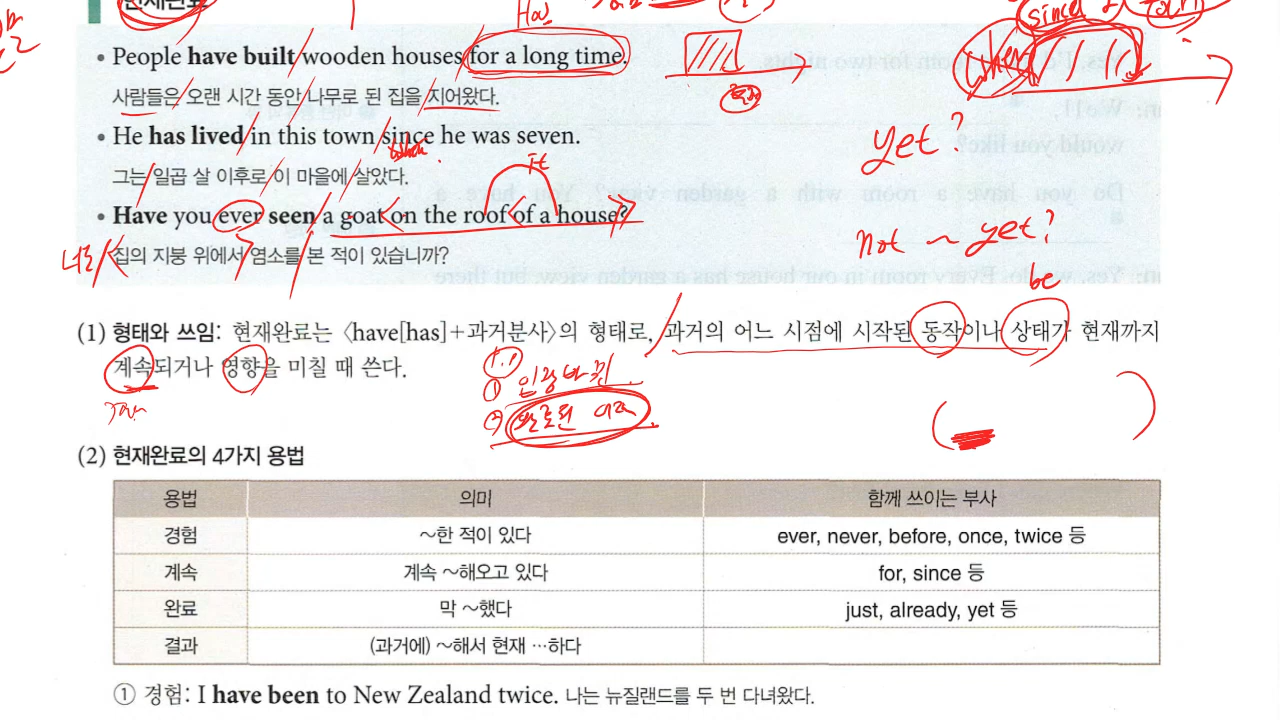 현재완료
• People have built wooden houses for a long time.
사람들은 오랜 시간 동안 나무로 된 집을 지어왔다.
• He has lived in this town since he was seven.
그는 일곱 살 이후로 이 마을에 살았다.
• Have you ever seen a goat on the roof of a house?
집의 지붕 위에서 염소를 본 적이 있습니까?
since
yet?
not ~ yet?
be
(1) 형태와 쓰임: 현재완료는 〈have[has]+과거분사〉의 형태로, 과거의 어느 시점에 시작된 동작이나 상태가 현재까지
계속되거나 영향을 미칠 때 쓴다.
(2) 현재완료의 4가지 용법
용법 의미 함께 쓰이는 부사
경험 ~한 적이 있다 ever, never, before, once, twice 등
계속 계속 ~해오고 있다 for, since 등
완료 막 ~했다 just, already, yet 등
결과 (과거에) ~해서 현재 …하다
① 경험: I have been to New Zealand twice. 나는 뉴질랜드를 두 번 다녀왔다.